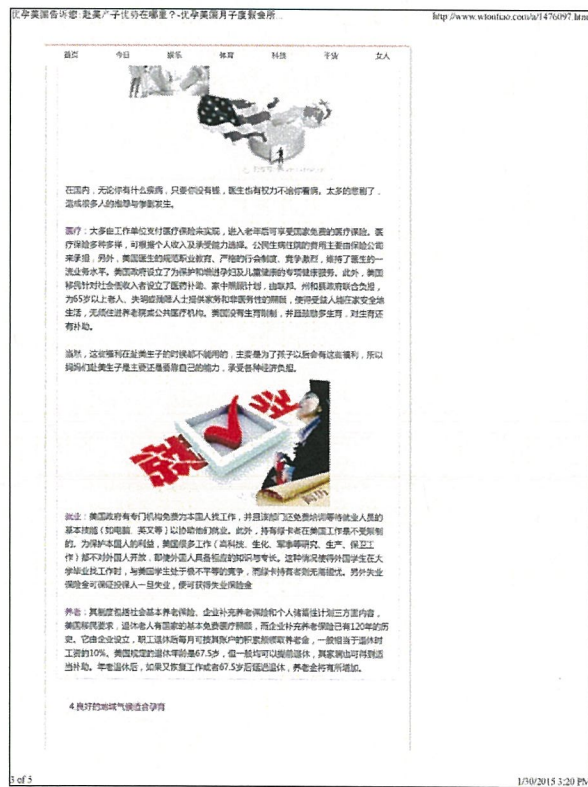 优孕美国告诉您:赴美产子优势在哪里?-优孕美国月子度假会所... http://www.wtoutiao.com/a/1476097.html
首页 今日 娱乐 体育 科技 干货 女人
在国内，无论你有什么疾病，只要你没有钱，医生也有权力不给你看病。太多的悲剧了，
造成很多人的抱怨与惨剧发生。
医疗：大多由工作单位支付医疗保险来实现，进入老年后可享受国家免费的医疗保险。医
疗保险多种多样，可根据个人收入及承受能力选择。公民生病住院的费用主要由保险公司
来承担，另外，美国医生的规范职业教育、严格的行会制度、竞争激烈，维持了医生的一
流业务水平。美国政府设立了为保护和增进孕妇及儿童健康的专项健康服务。此外，美国
移民针对社会低收入者设立了医药补助、家中照顾计划，由联邦、州和县政府联合负担，
为65岁以上老人、失明或残障人士提供家务和非医务性的照顾，使得受益人能在家安全地
生活，无须住进养老院或公共医疗机构。美国没有生育限制，并且鼓励多生育，对生育还
有补助。
当然，这些福利在赴美生子的时候都不能用的，主要是为了孩子以后会有这些福利，所以
妈妈们赴美生子是主要还是要靠自己的能力，承受各种经济负担。
就业
简历
就业：美国政府有专门机构免费为本国人找工作，并且该部门还免费培训等待就业人员的
基本技能（如电脑、英文等）以协助他们就业。此外，持有绿卡者在美国工作是不受限制
的。为保护本国人的利益，美国很多工作（高科技、生化、军事等研究、生产、保卫工
作）都不对外国人开放，即使外国人具备相应的知识与专长。这种情况使得外国学生在大
学毕业找工作时，与美国学生处于极不平等的竞争，而绿卡持有者则无需担忧。另外失业
保险金可保证投保人一旦失业，便可获得失业保险金
养老：其制度包括社会基本养老保险、企业补充养老保险和个人储蓄性计划三方面内容，
美国移民要求，退休老人有国家的基本免费医疗照顾，而企业补充养老保险已有120年的历
史。它由企业设立，职工退休后每月可按其账户的积累额领取养老金，一般相当于退休时
工资的10%。美国规定的退休年龄是67.5岁，但一般均可以提前退休，其家属也可得到适
当补助。年老退休后，如果又恢复工作或者67.5岁后延迟退休，养老金将有所增加。
4.良好的地域气候适合孕育
3 of 5 1/30/2015 3:20 PM